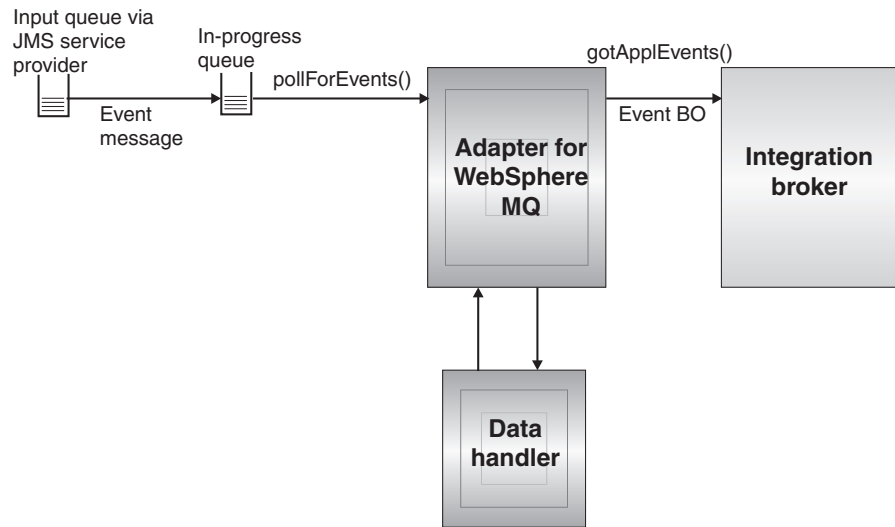 Input queue via
JMS service
provider
In-progress
queue
Event
message
pollForEvents()
Adapter for
WebSphere
MQ
gotApplEvents()
Event BO
Integration
broker
Data
handler